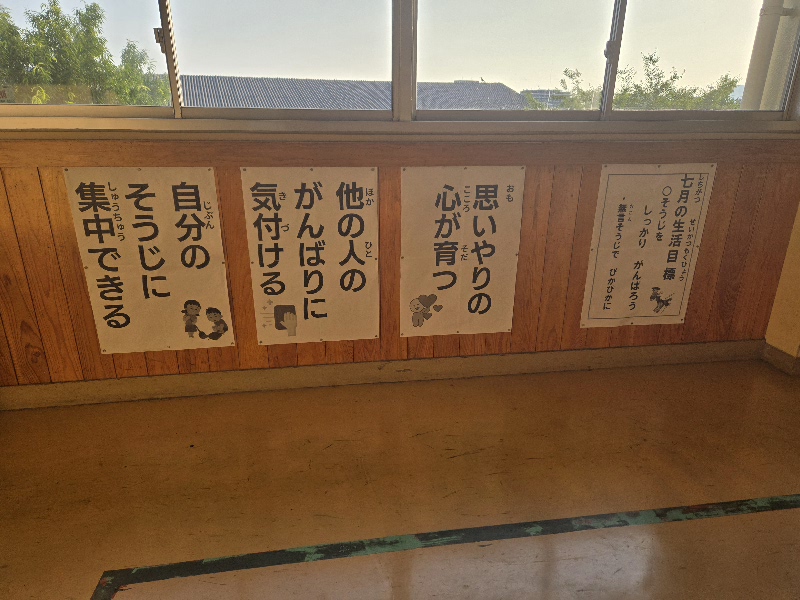 七月の生活目標
○そうじを
しっかり がんばろう
無言そうじで ぴかぴかに
思いやりの
心が育つ
他の人の
がんばりに
気付ける
自分の
そうじに
集中できる